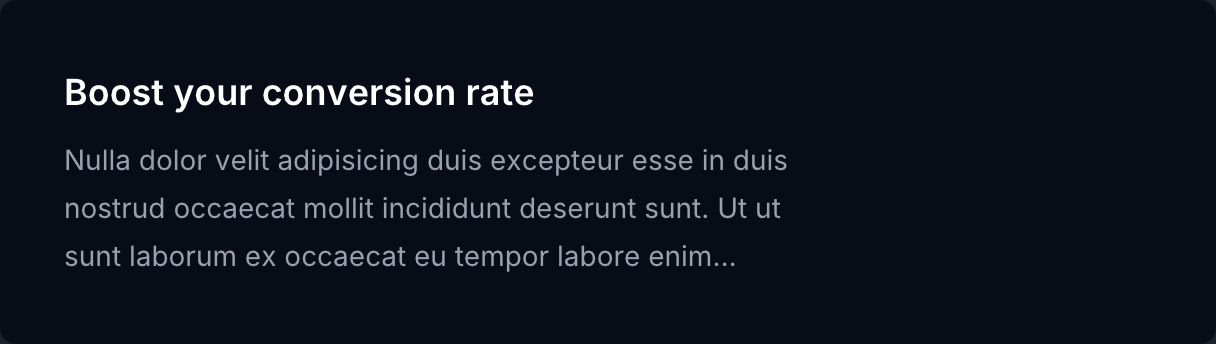 Boost your conversion rate
Nulla dolor velit adipisicing duis excepteur esse in duis
nostrud occaecat mollit incididunt deserunt sunt. Ut ut
sunt laborum ex occaecat eu tempor labore enim...